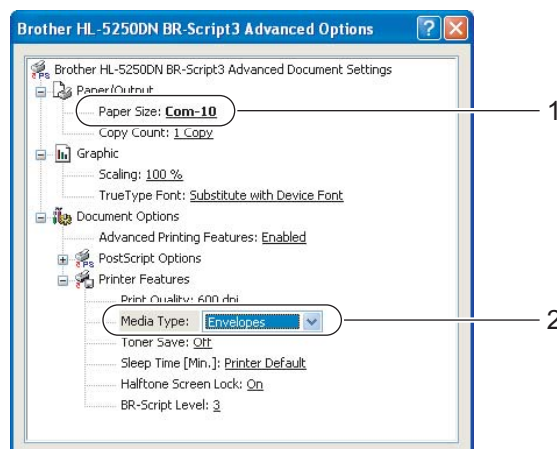 Brother HL-5250DN BR-Script3 Advanced Options
Brother HL-5250DN BR-Script3 Advanced Document Settings
Paper/Output
Paper Size: Com-10
1
Copy Count: 1 Copy
Graphic
Scaling: 100 %
TrueType Font: Substitute with Device Font
Document Options
Advanced Printing Features: Enabled
PostScript Options
Printer Features
Print Quality: 600 dpi
Media Type: Envelopes
2
Toner Save: Off
Sleep Time [Min.]: Printer Default
Halftone Screen Lock: On
BR-Script Level: 3